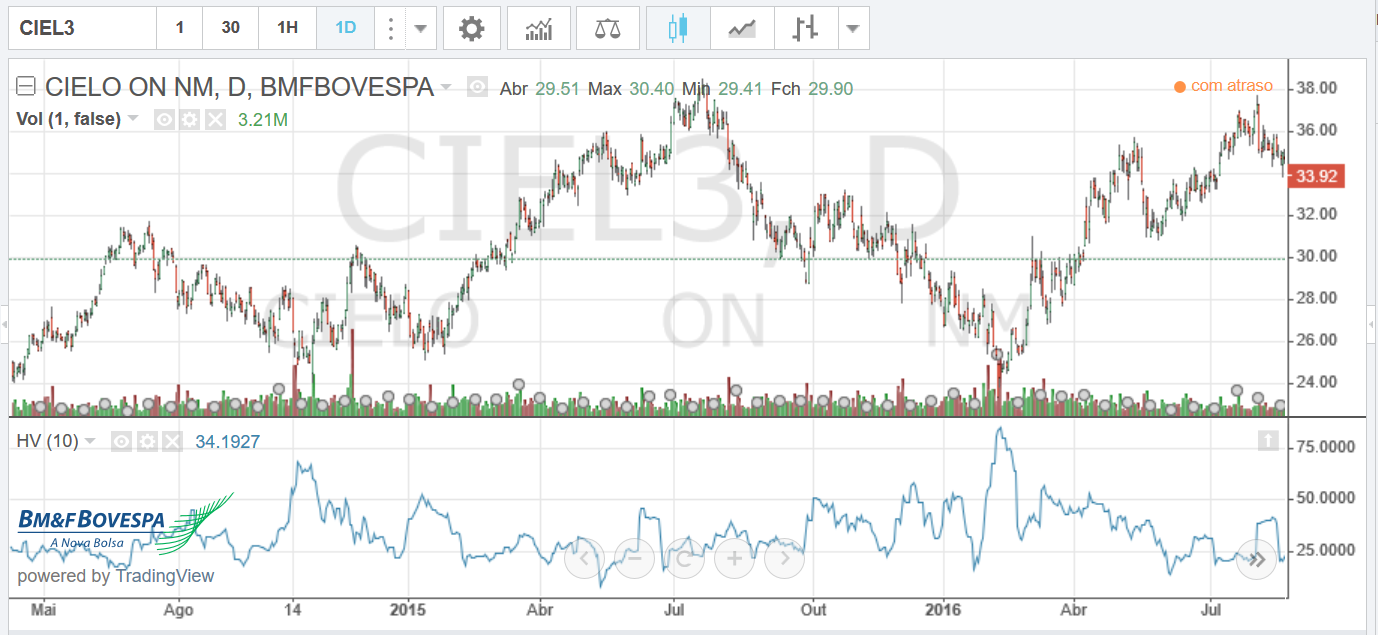 CIEL3 1 30 1H 1D
CIELO ON NM, D, BMFBOVESPA Abr 29.51 Max 30.40 Min 29.41 Fch 29.90
com atraso
Vol (1, false) 3.21M
CIEL3, D
CIELO ON NM
38.00
36.00
33.92
32.00
30.00
28.00
26.00
24.00
HV (10) 34.1927
75.0000
50.0000
25.0000
BM&FBOVESPA
A Nova Bolsa
powered by TradingView
Mai Ago 14 2015 Abr Jul Out 2016 Abr Jul